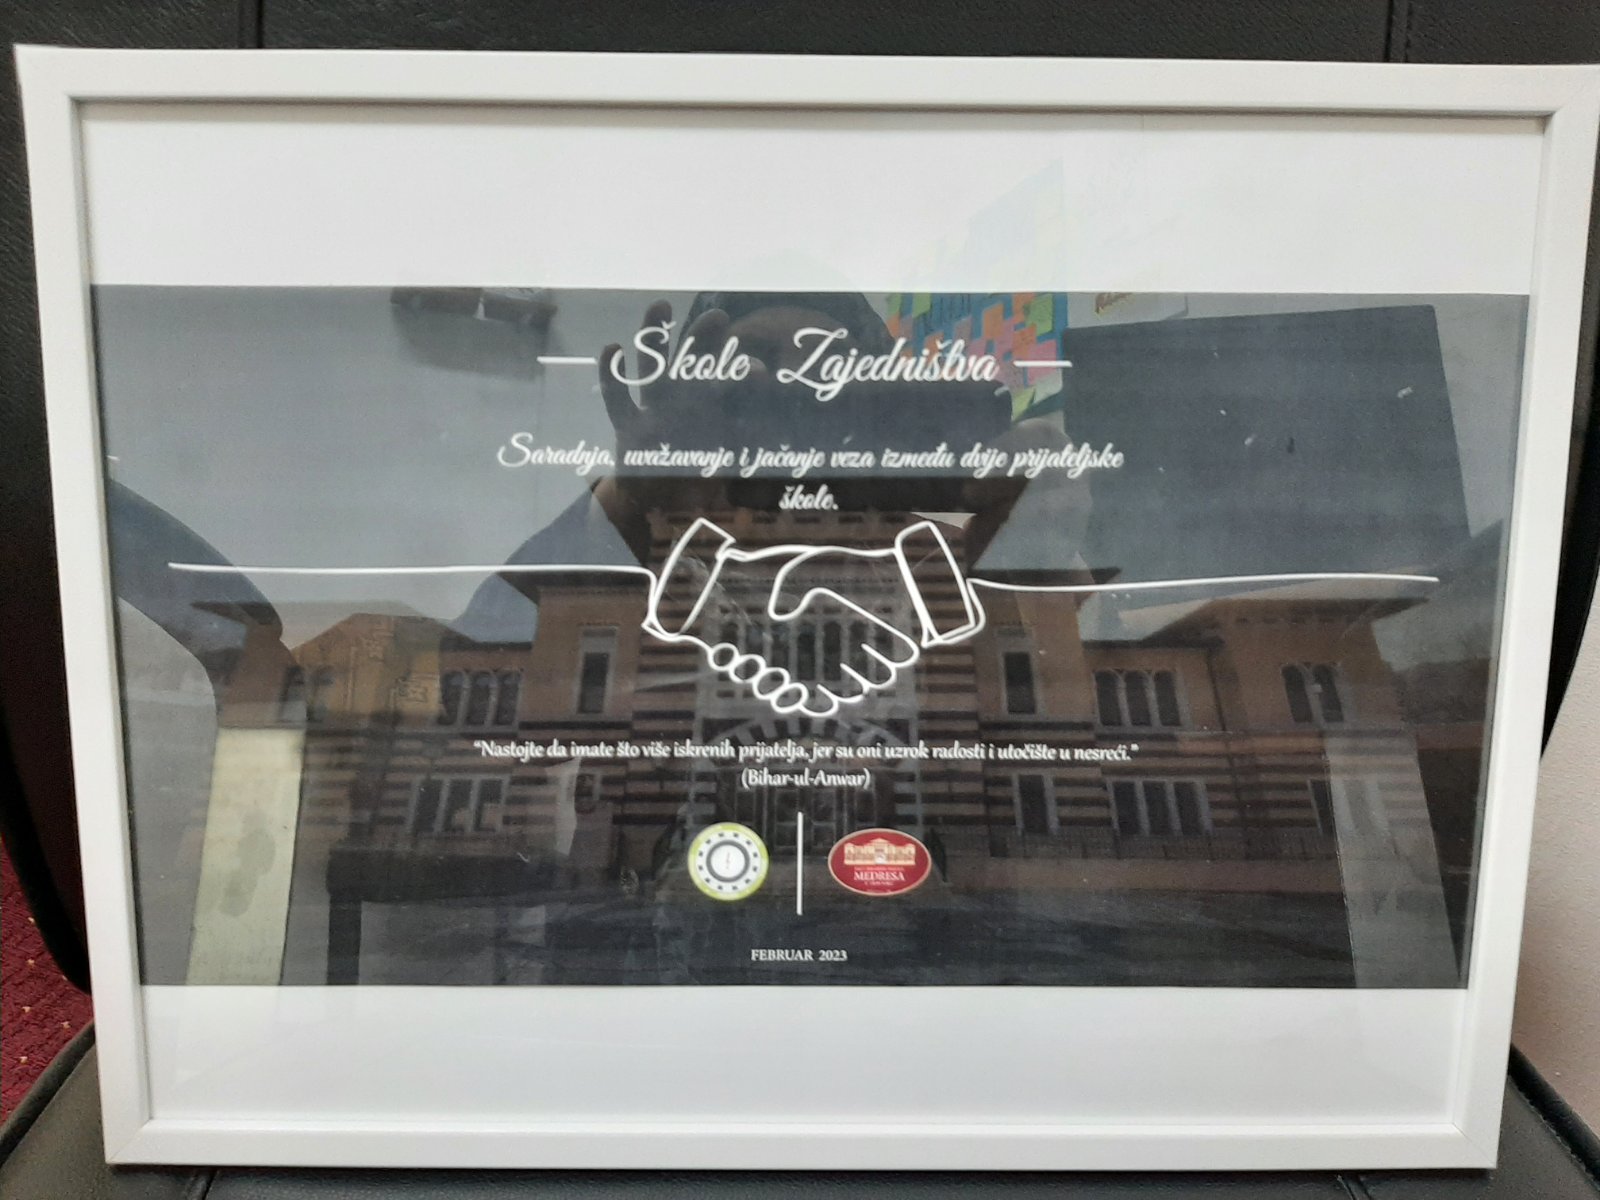 Škole Zajedništva
Saradnja, uvažavanje i jačanje veza između dvije prijateljske
škole.
“Nastojte da imate što više iskrenih prijatelja, jer su oni uzrok radosti i utočište u nesreći.”
(Bihar-ul-Anwar)
MEDRESA
FEBRUAR 2023